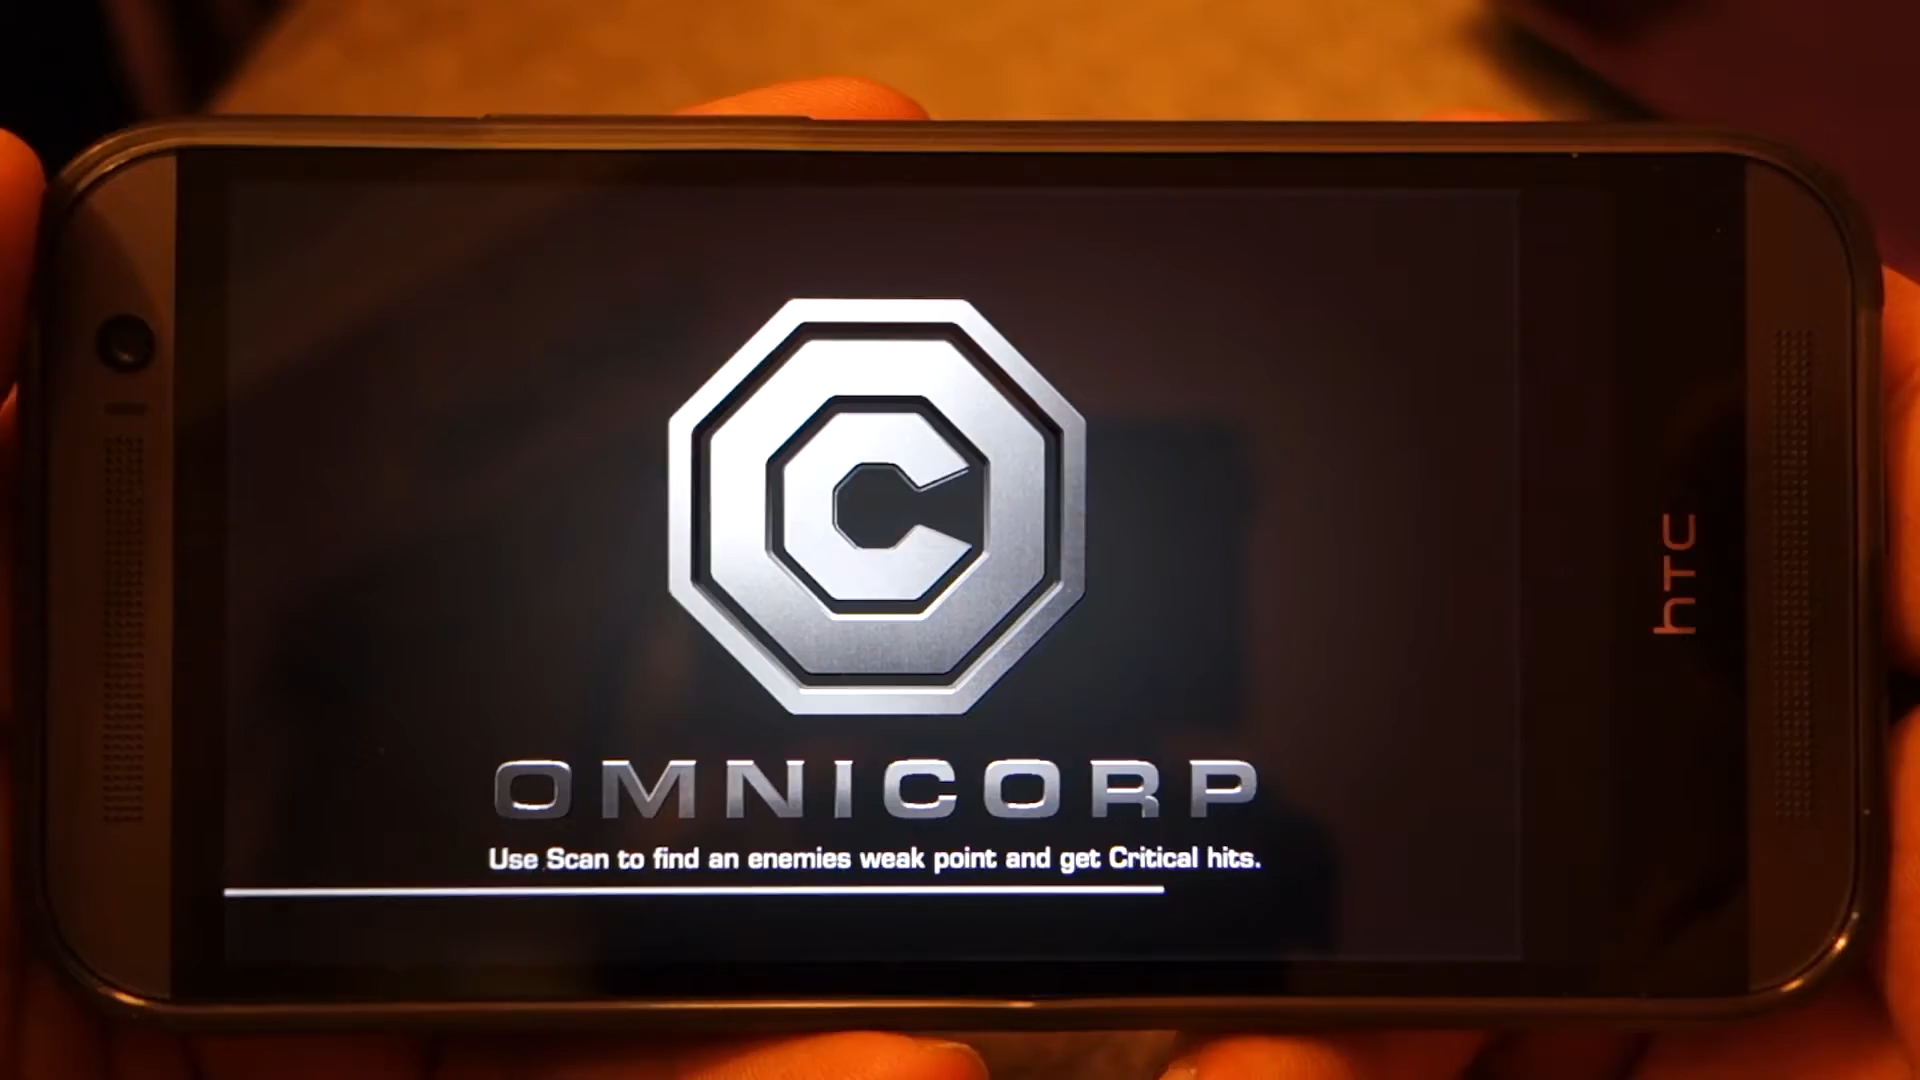 OMNICORP
Use Scan to find an enemies weak point and get Critical hits.
hTC